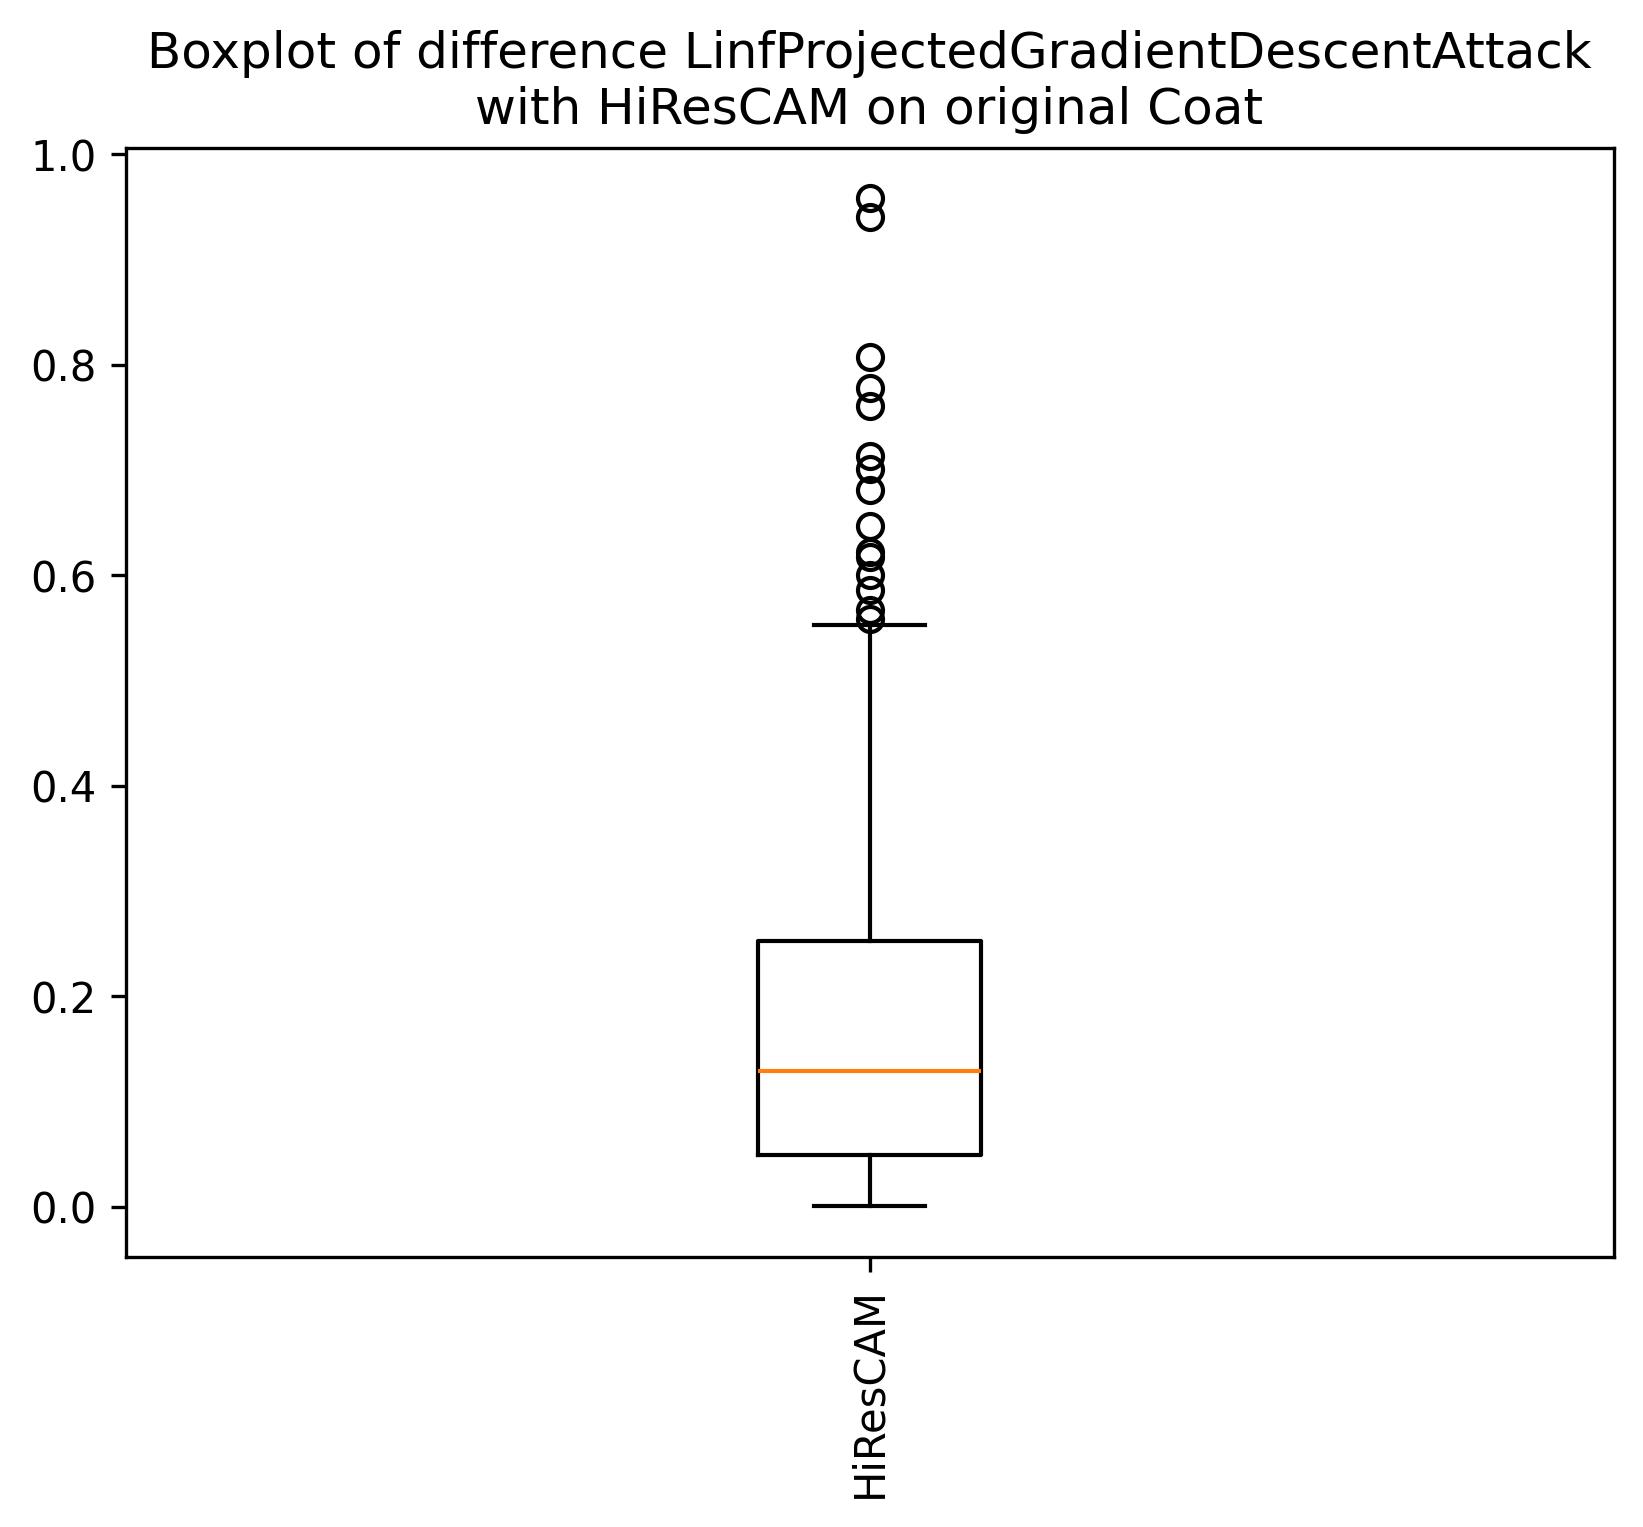 Boxplot of difference LinfProjectedGradientDescentAttack
with HiResCAM on original Coat
1.0
0.8
0.6
0.4
0.2
0.0
HiResCAM